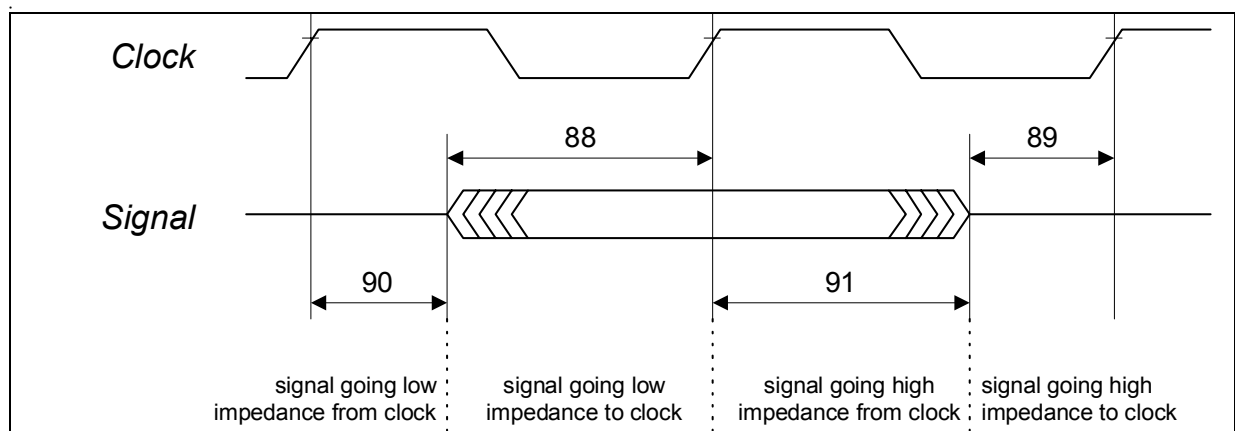 Clock
88
89
Signal
90
91
signal going low
impedance from clock
signal going low
impedance to clock
signal going high
impedance from clock
signal going high
impedance to clock